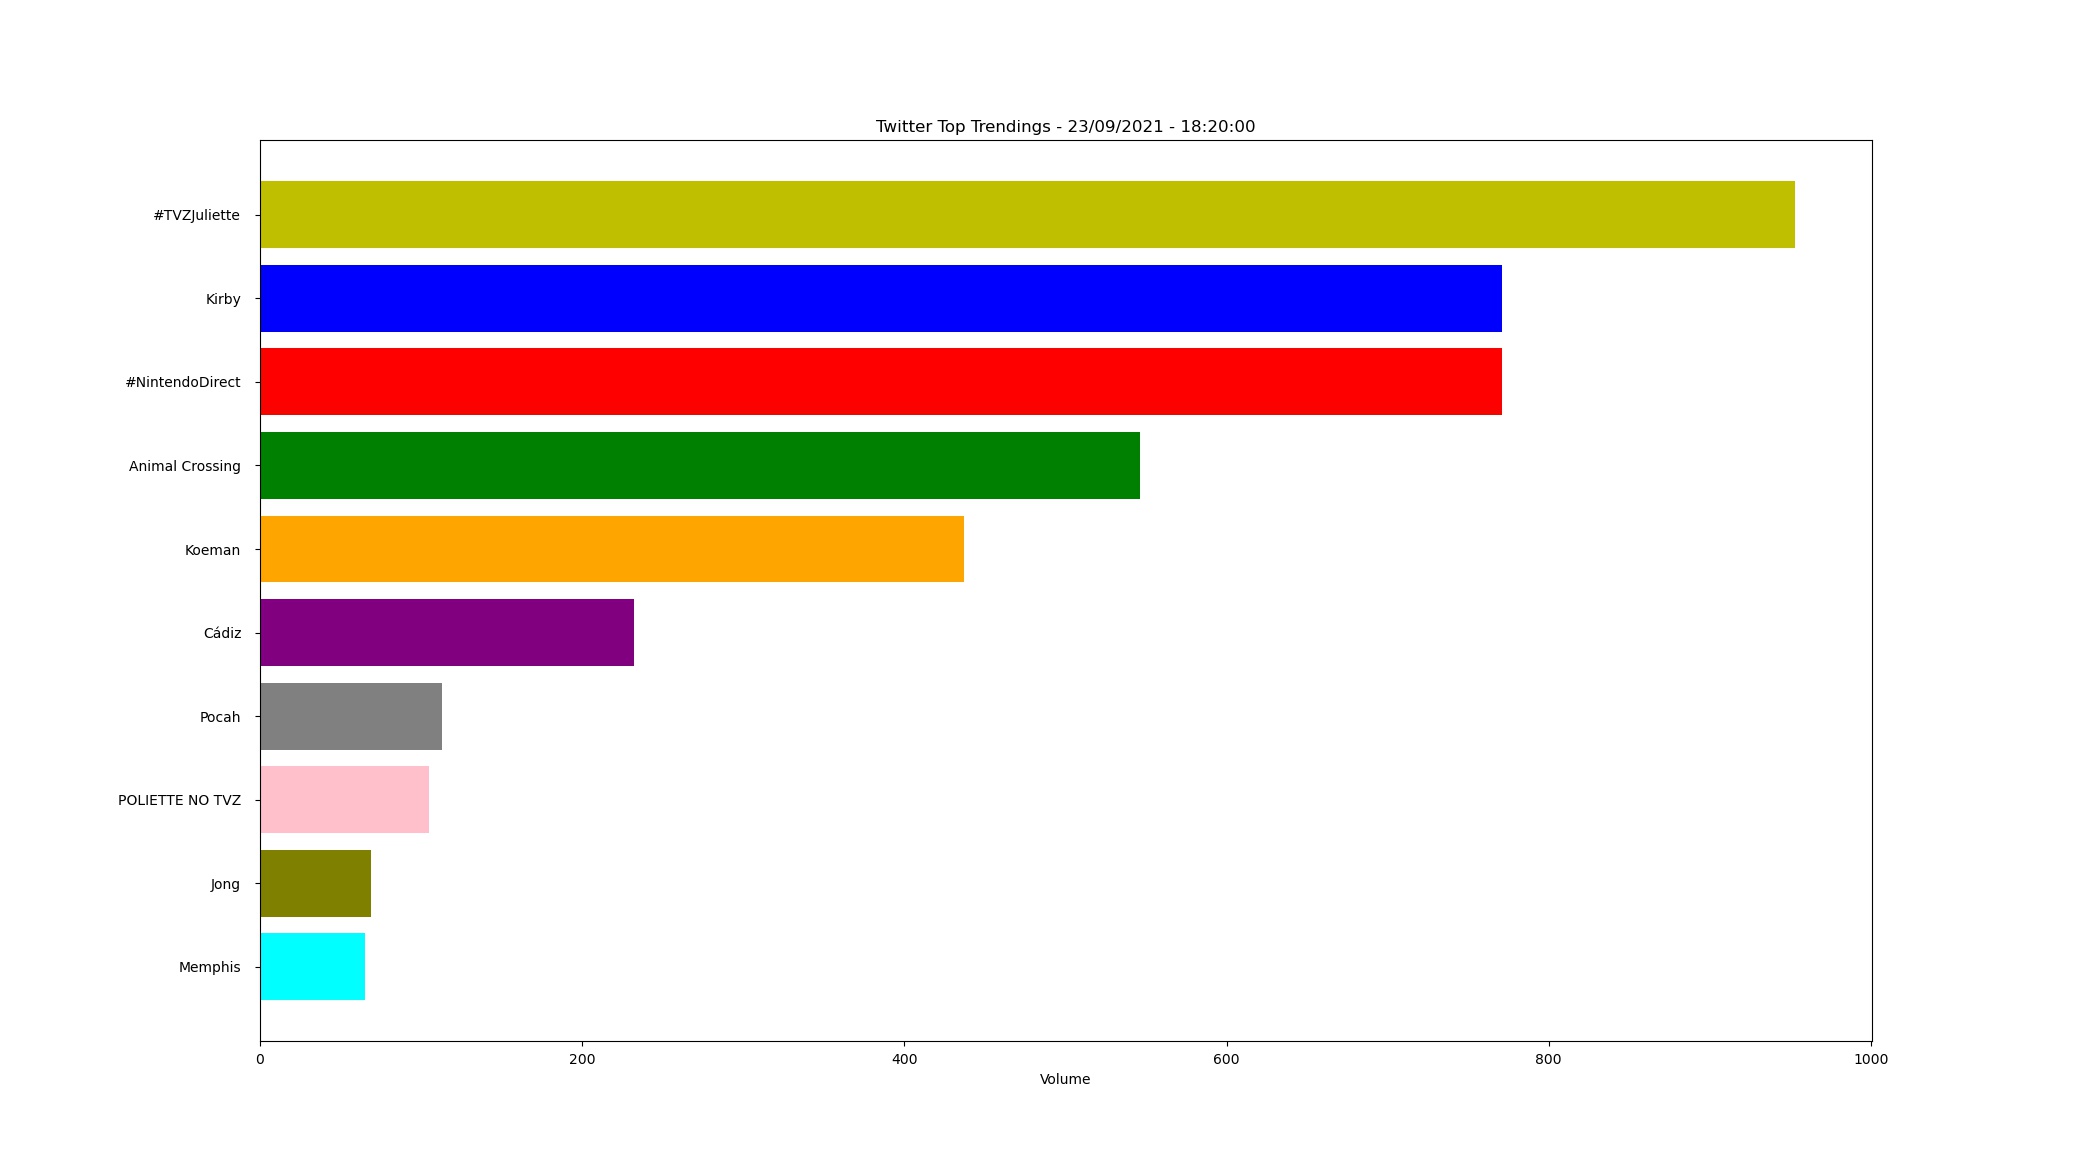 Twitter Top Trendings - 23/09/2021 - 18:20:00
#TVZJuliette
Kirby
#NintendoDirect
Animal Crossing
Koeman
Cádiz
Pocah
POLIETTE NO TVZ
Jong
Memphis
0 200 400 600 800 1000
Volume